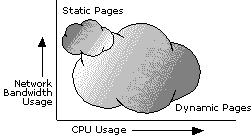 Static Pages
Network
Bandwidth
Usage
Dynamic Pages
CPU Usage